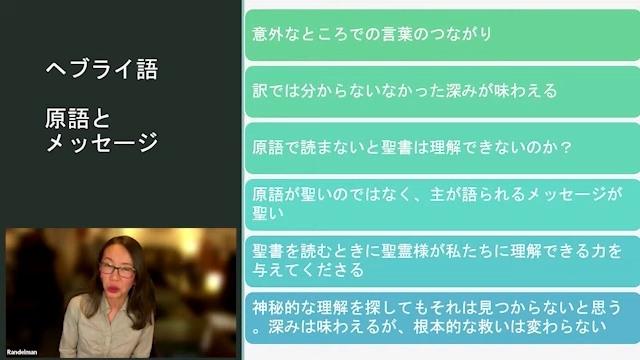 ヘブライ語
原語と
メッセージ
意外なところでの言葉のつながり
訳では分からないなかった深みが味わえる
原語で読まないと聖書は理解できないのか？
原語が聖いのではなく、主が語られるメッセージが
聖い
聖書を読むときに聖霊様が私たちに理解できる力を
与えてくださる
神秘的な理解を探してもそれは見つからないと思う
。深みは味わえるが、根本的な救いは変わらない
Randelman